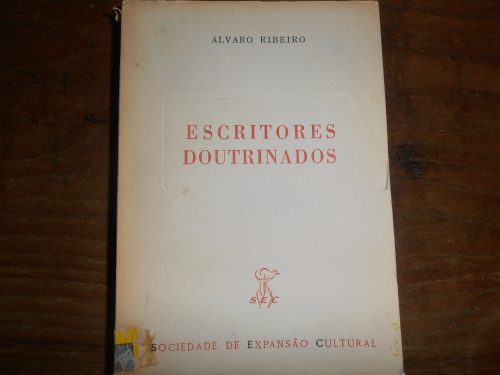 ÁLVARO RIBEIRO
ESCRITORES
DOUTRINADOS
SEC
SOCIEDADE DE EXPANSÃO CULTURAL